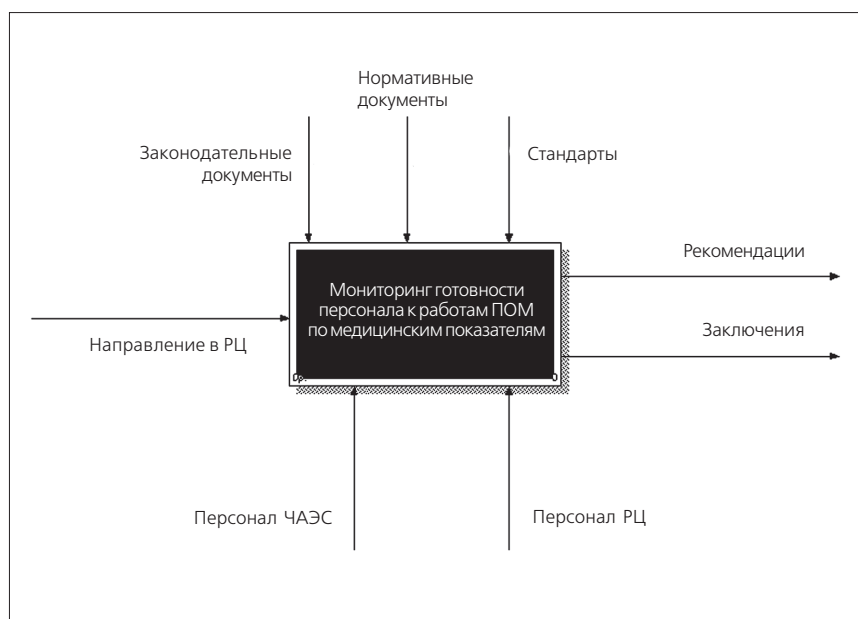 Нормативные
документы
Законодательные
документы
Стандарты
Рекомендации
Мониторинг готовности
персонала к работам ПОМ
по медицинским показателям
Направление в РЦ
Заключения
Персонал ЧАЭС
Персонал РЦ